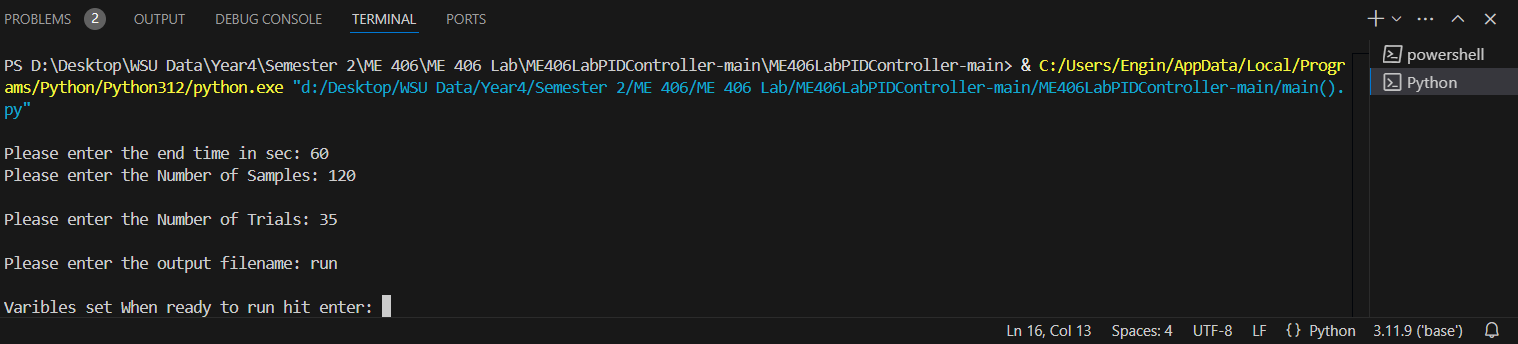 PROBLEMS 2 OUTPUT DEBUG CONSOLE TERMINAL PORTS
PS D:\Desktop\WSU Data\Year4\Semester 2\ME 406\ME 406 Lab\ME406LabPIDController-main\ME406LabPIDController-main> & C:/Users/Engin/AppData/Local/Progr
ams/Python/Python312/python.exe "d:/Desktop/WSU Data/Year4/Semester 2/ME 406/ME 406 Lab/ME406LabPIDController-main/ME406LabPIDController-main/main().
py"
Please enter the end time in sec: 60
Please enter the Number of Samples: 120
Please enter the Number of Trials: 35
Please enter the output filename: run
Varibles set When ready to run hit enter:
powershell
Python
Ln 16, Col 13 Spaces: 4 UTF-8 LF {} Python 3.11.9 ('base')